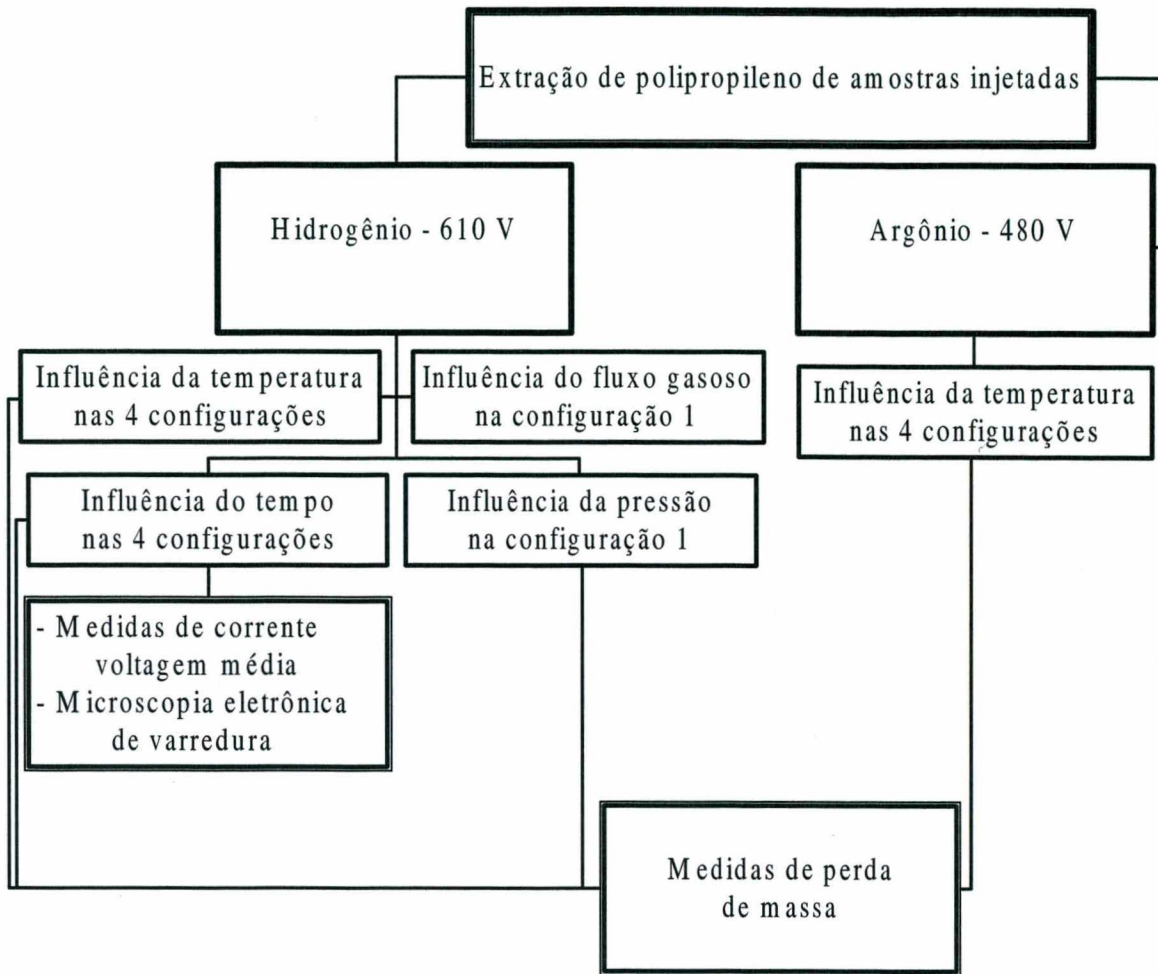 Extração de polipropileno de amostras injetadas
Hidrogênio - 610 V
Argônio - 480 V
Influência da temperatura
nas 4 configurações
Influência do fluxo gasoso
na configuração 1
Influência da temperatura
nas 4 configurações
Influência do tempo
nas 4 configurações
Influência da pressão
na configuração 1
- Medidas de corrente
voltagem média
- Microscopia eletrônica
de varredura
Medidas de perda
de massa